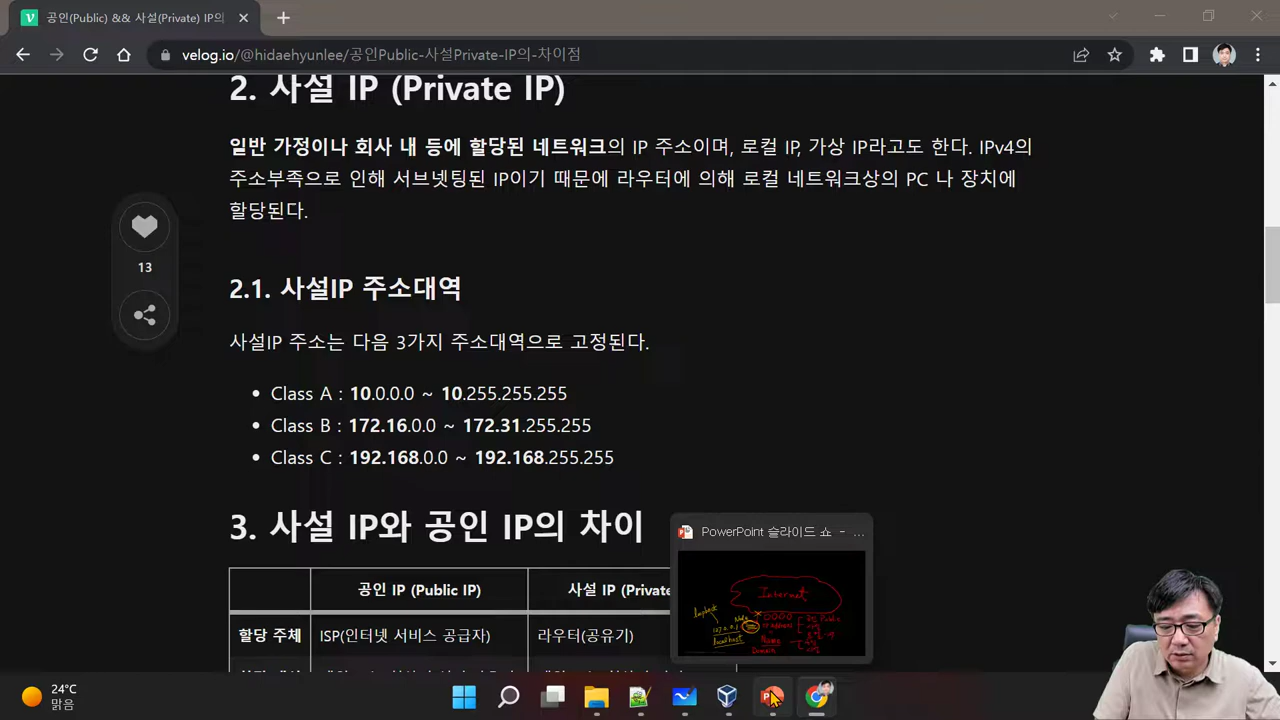 공인(Public) && 사설(Private) IP의
velog.io/@hidaehyunlee/공인Public-사설Private-IP의-차이점
2. 사설 IP (Private IP)
일반 가정이나 회사 내 등에 할당된 네트워크의 IP 주소이며, 로컬 IP, 가상 IP라고도 한다. IPv4의
주소부족으로 인해 서브넷팅된 IP이기 때문에 라우터에 의해 로컬 네트워크상의 PC 나 장치에
할당된다.
13
2.1. 사설IP 주소대역
사설IP 주소는 다음 3가지 주소대역으로 고정된다.
• Class A : 10.0.0.0 ~ 10.255.255.255
• Class B : 172.16.0.0 ~ 172.31.255.255
• Class C : 192.168.0.0 ~ 192.168.255.255
3. 사설 IP와 공인 IP의 차이
공인 IP (Public IP) 사설 IP (Private
할당 주체 ISP(인터넷 서비스 공급자) 라우터(공유기)
PowerPoint 슬라이드 쇼 - ...
Internet
127.0.0.1
localhost
Name
Domain
24°C
맑음